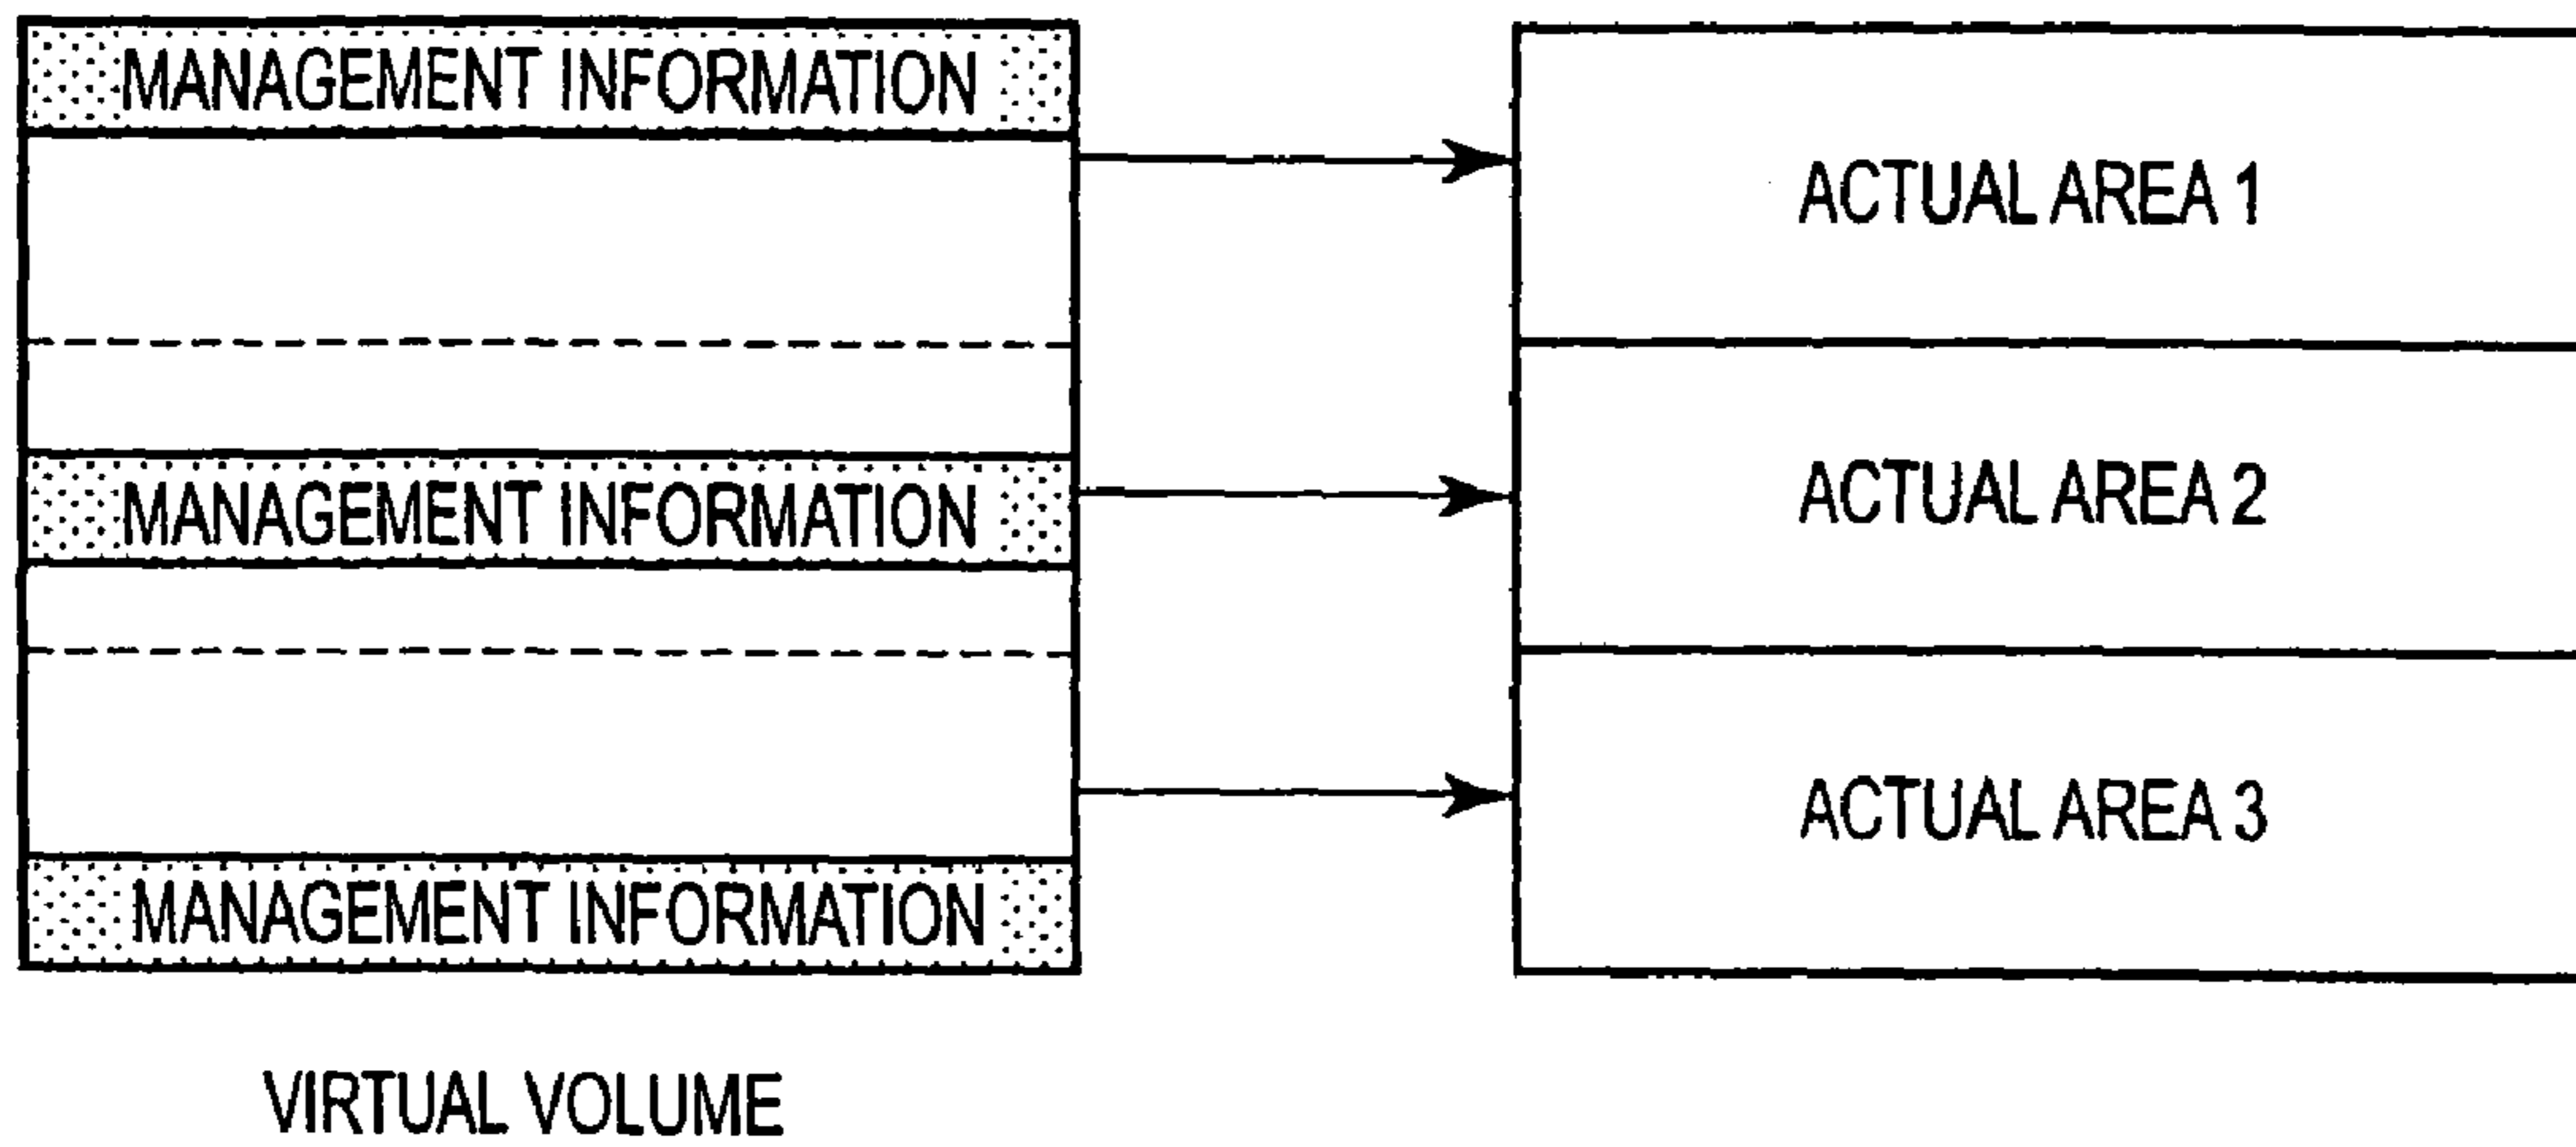 MANAGEMENT INFORMATION
MANAGEMENT INFORMATION
MANAGEMENT INFORMATION
VIRTUAL VOLUME
ACTUAL AREA 1
ACTUAL AREA 2
ACTUAL AREA 3